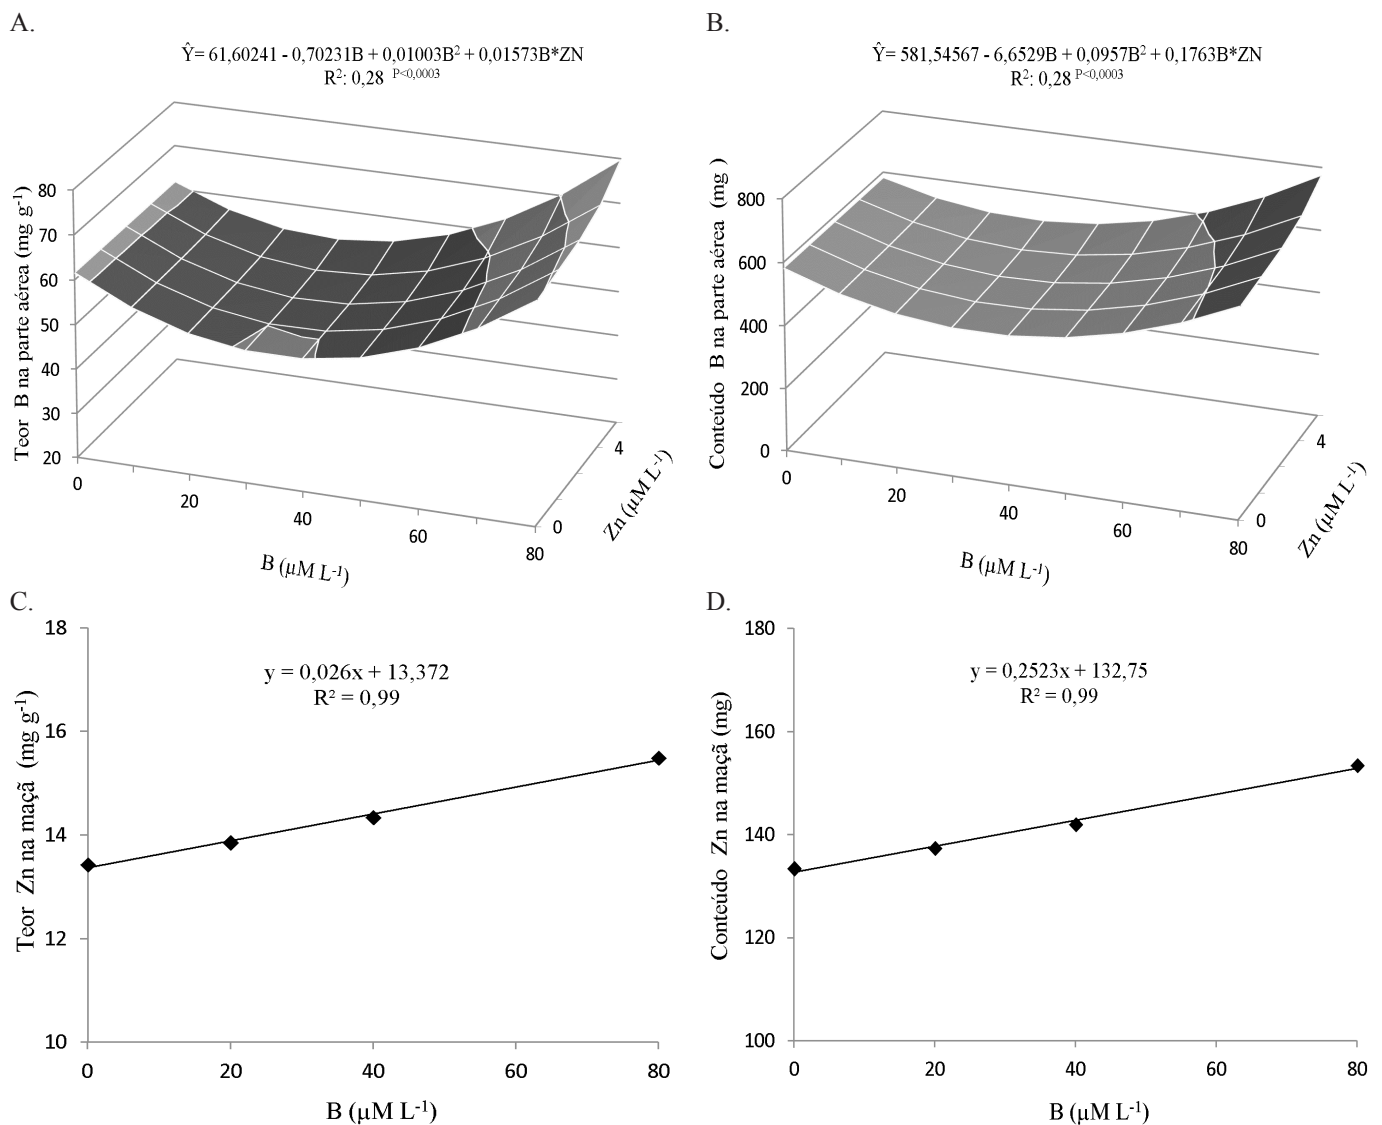 A.
Ŷ= 61,60241 - 0,70231B + 0,01003B² + 0,01573B*ZN
R²: 0,28 P<0,0003
Teor B na parte aérea (mg g⁻¹)
80
70
60
50
40
30
20
0
20
40
60
80
B (µM L⁻¹)
0
4
Zn (µM L⁻¹)
B.
Ŷ= 581,54567 - 6,6529B + 0,0957B² + 0,1763B*ZN
R²: 0,28 P<0,0003
Conteúdo B na parte aérea (mg )
800
600
400
200
0
0
20
40
60
80
B (µM L⁻¹)
0
4
Zn (µM L⁻¹)
C.
y = 0,026x + 13,372
R² = 0,99
Teor Zn na maçã (mg g⁻¹)
18
16
14
12
10
0
20
40
60
80
B (µM L⁻¹)
D.
y = 0,2523x + 132,75
R² = 0,99
Conteúdo Zn na maçã (mg)
180
160
140
120
100
0
20
40
60
80
B (µM L⁻¹)